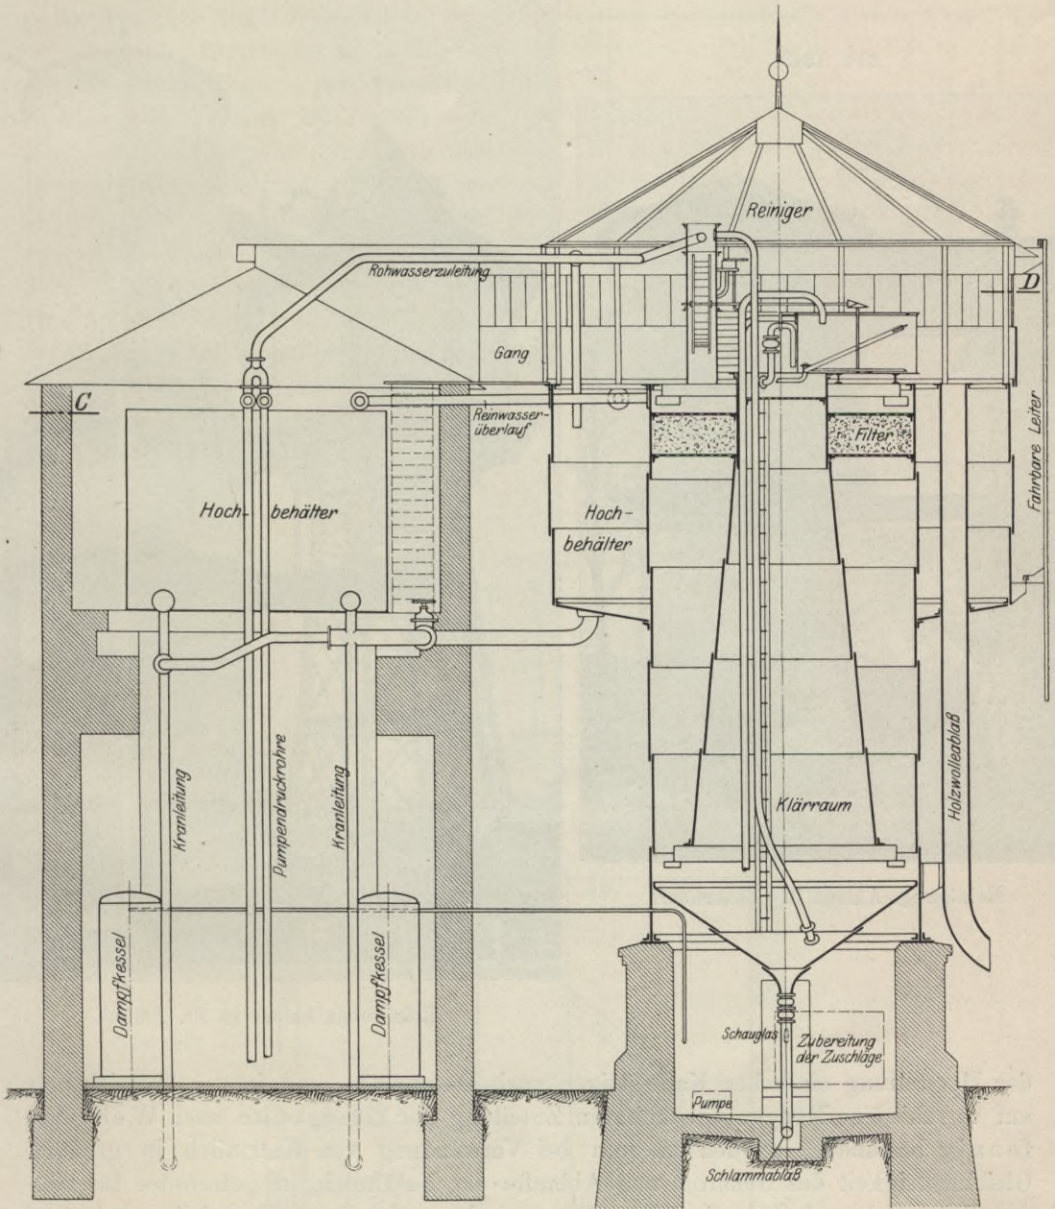 Reiniger
Rohwasserzuleitung
D
Gang
C
Reinwasser-
überlauf
Filter
Fahrbare Leiter
Hoch-
behälter
Hoch-
behälter
Kranleitung
Pumpendruckrohre
Kranleitung
Klärraum
Holzwolleablaß
Dampfkessel
Dampfkessel
Schauglas
Zubereitung
der Zuschläge
Pumpe
Schlammablaß